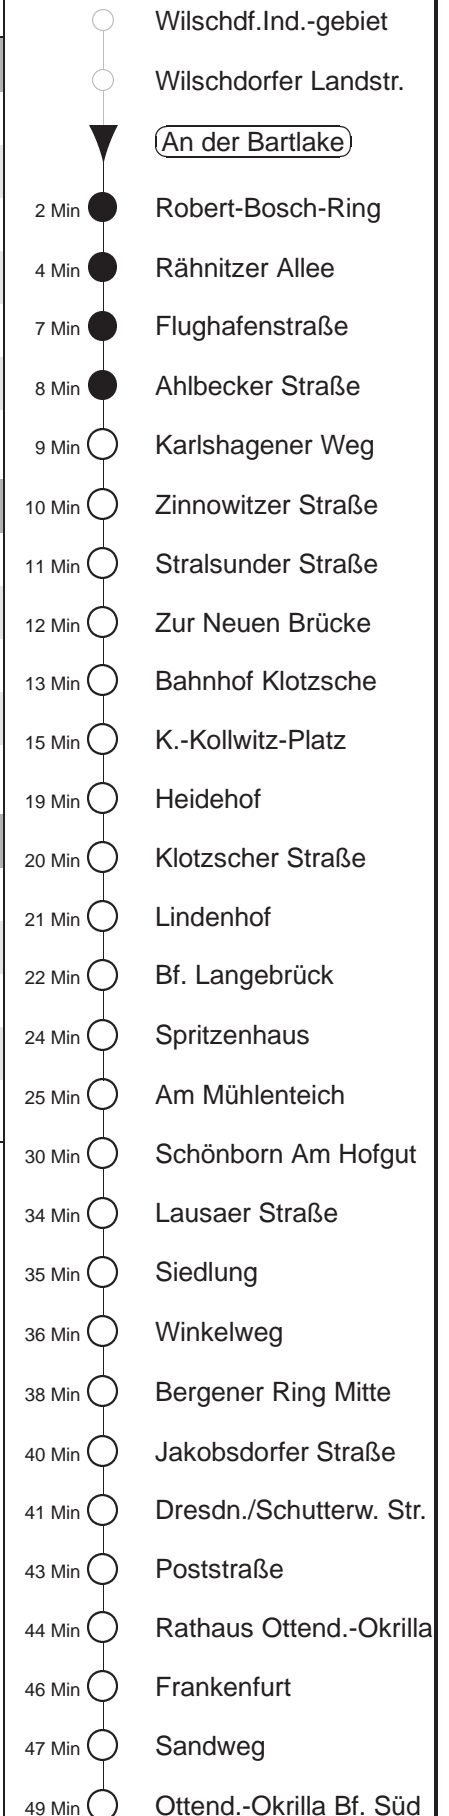 Wilschdf.Ind.-gebiet
Wilschdorfer Landstr.
An der Bartlake
2 Min Robert-Bosch-Ring
4 Min Rähnitzer Allee
7 Min Flughafenstraße
8 Min Ahlbecker Straße
9 Min Karlshagener Weg
10 Min Zinnowitzer Straße
11 Min Stralsunder Straße
12 Min Zur Neuen Brücke
13 Min Bahnhof Klotzsche
15 Min K.-Kollwitz-Platz
19 Min Heidehof
20 Min Klotzscher Straße
21 Min Lindenhof
22 Min Bf. Langebrück
24 Min Spritzenhaus
25 Min Am Mühlenteich
30 Min Schönborn Am Hofgut
34 Min Lausaer Straße
35 Min Siedlung
36 Min Winkelweg
38 Min Bergener Ring Mitte
40 Min Jakobsdorfer Straße
41 Min Dresdn./Schutterw. Str.
43 Min Poststraße
44 Min Rathaus Ottend.-Okrilla
46 Min Frankenfurt
47 Min Sandweg
49 Min Ottend.-Okrilla Bf. Süd